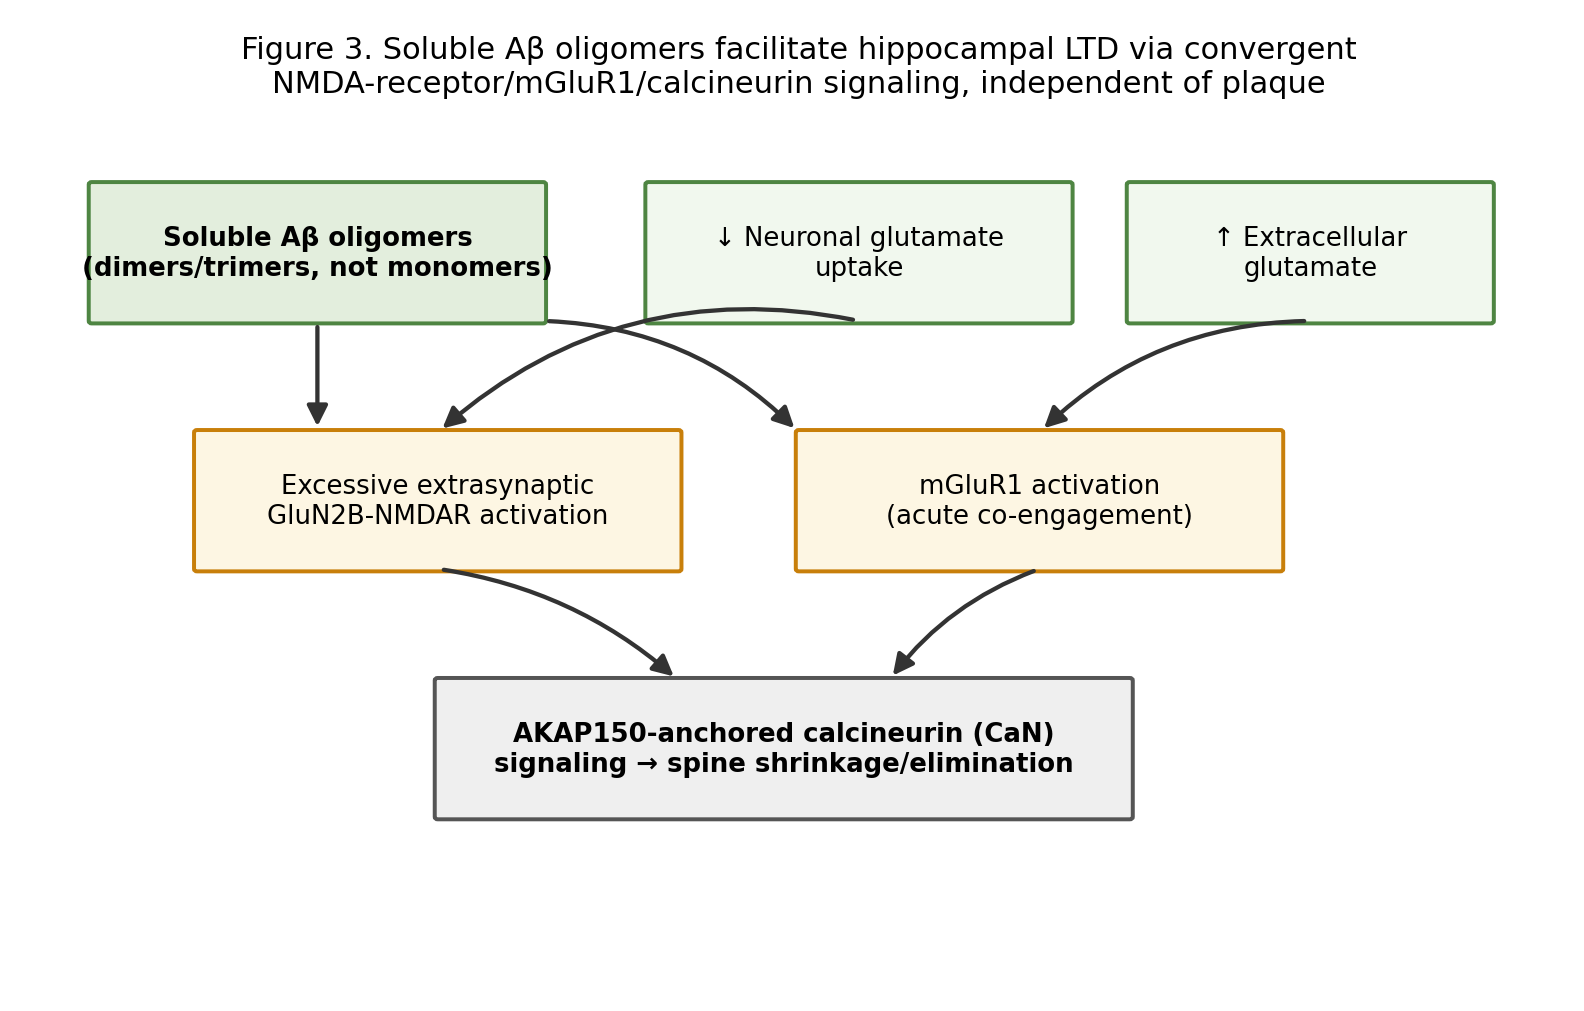 Figure 3. Soluble Aβ oligomers facilitate hippocampal LTD via convergent
NMDA-receptor/mGluR1/calcineurin signaling, independent of plaque
Soluble Aβ oligomers
(dimers/trimers, not monomers)
↓ Neuronal glutamate
uptake
↑ Extracellular
glutamate
Excessive extrasynaptic
GluN2B-NMDAR activation
mGluR1 activation
(acute co-engagement)
AKAP150-anchored calcineurin (CaN)
signaling → spine shrinkage/elimination